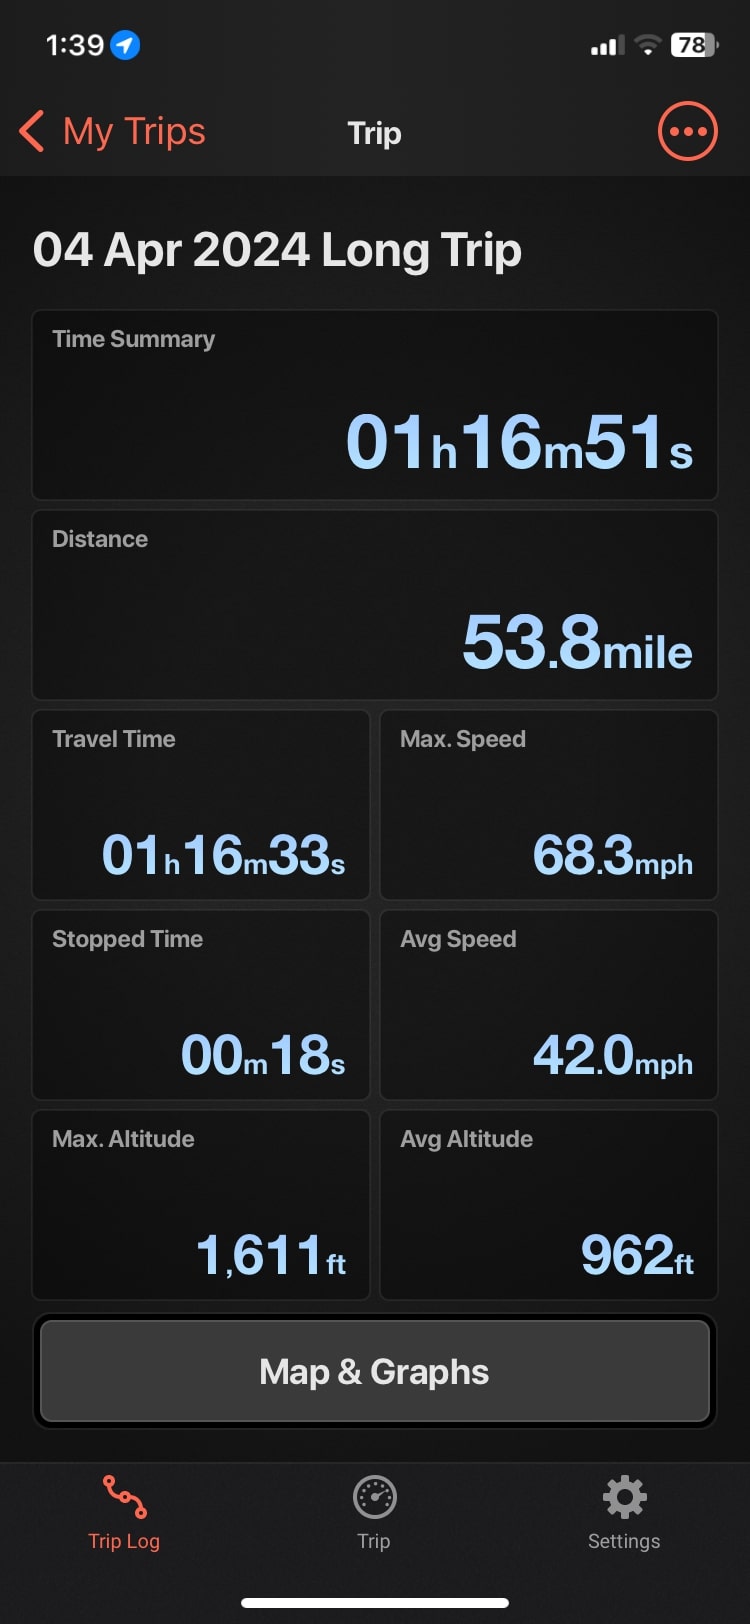 1:39 78
My Trips Trip
04 Apr 2024 Long Trip
Time Summary
01h16m51s
Distance
53.8mile
Travel Time Max. Speed
01h16m33s 68.3mph
Stopped Time Avg Speed
00m18s 42.0mph
Max. Altitude Avg Altitude
1,611ft 962ft
Map & Graphs
Trip Log Trip Settings